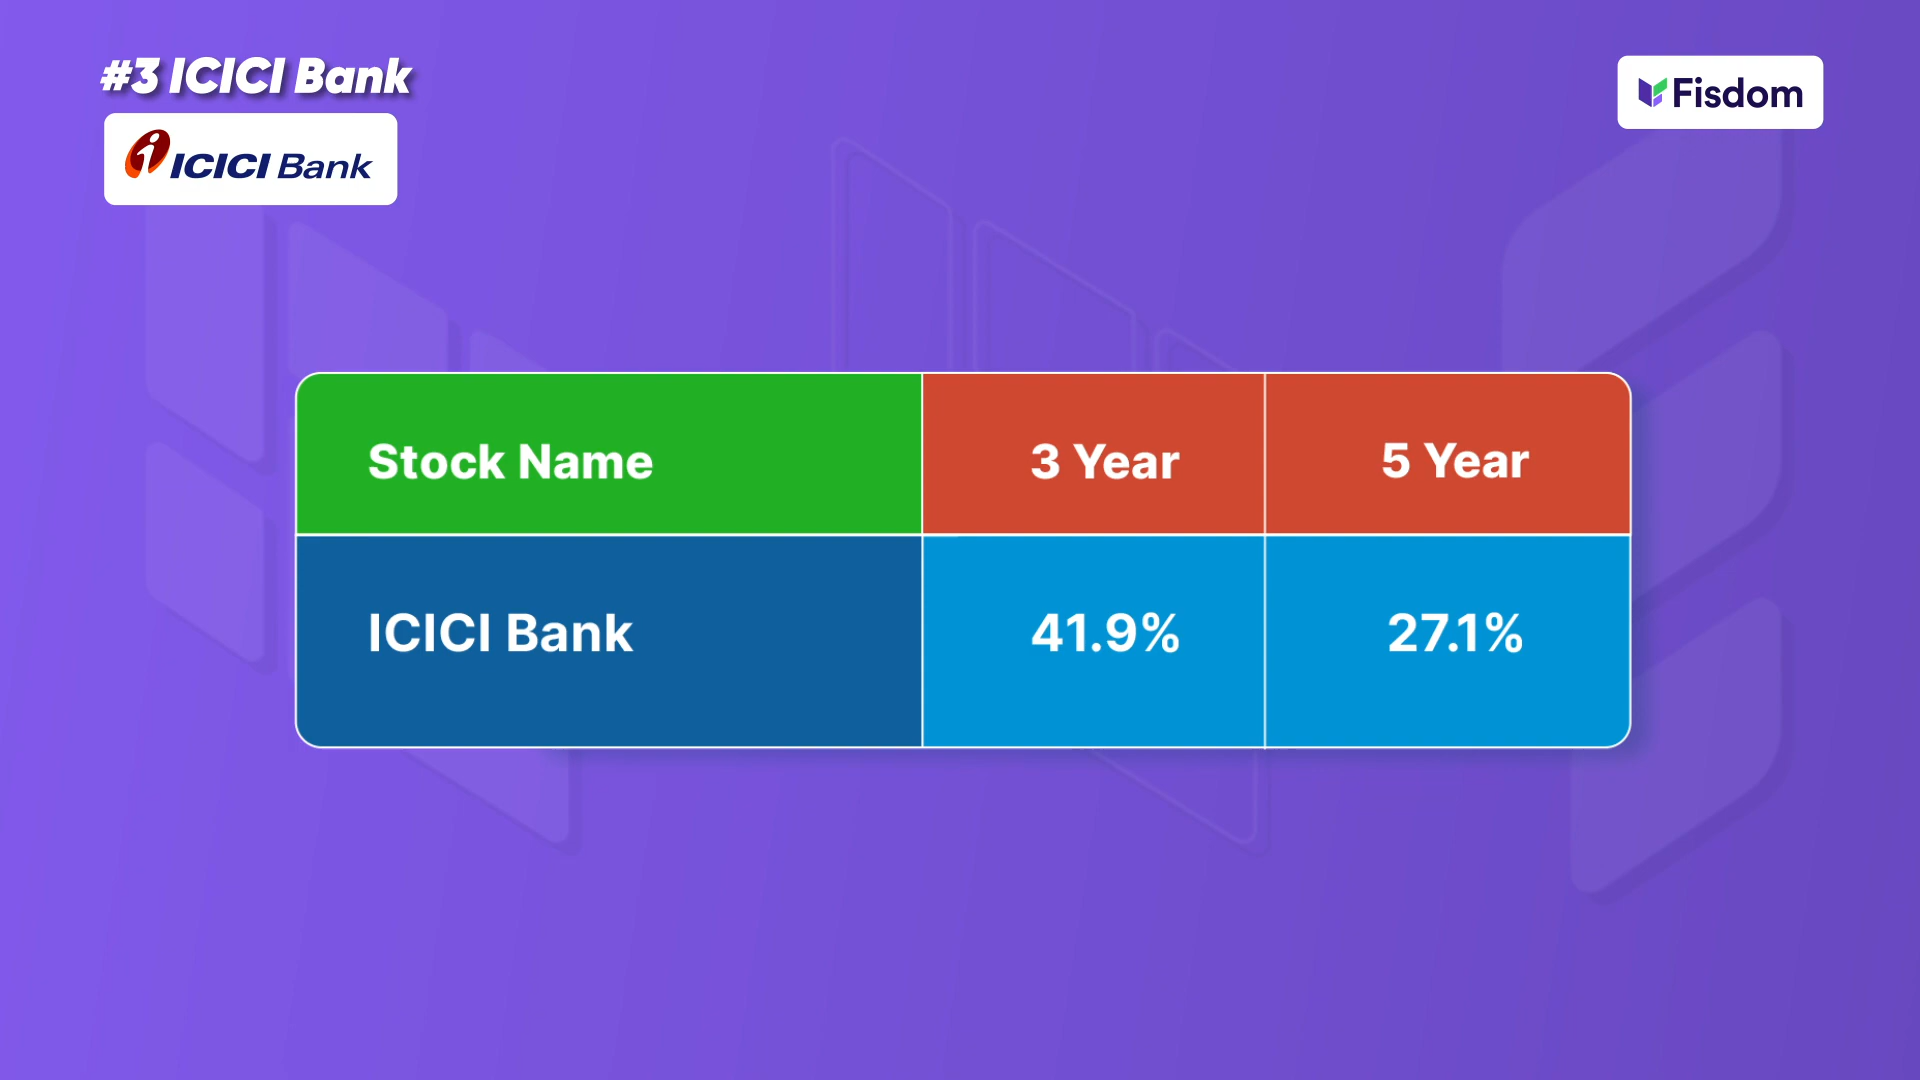 #3 ICICI Bank
ICICI Bank
Fisdom
Stock Name 3 Year 5 Year
ICICI Bank 41.9% 27.1%